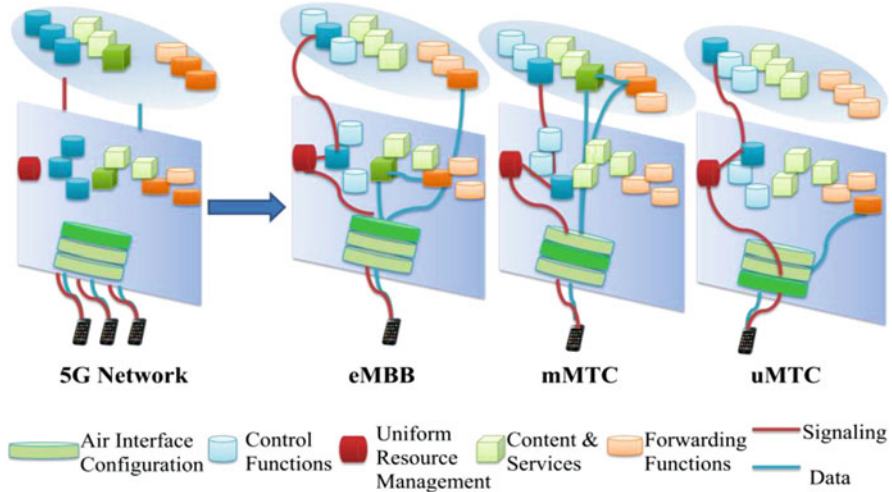 5G Network
eMBB
mMTC
uMTC
Air Interface
Configuration
Control
Functions
Uniform
Resource
Management
Content &
Services
Forwarding
Functions
Signaling
Data